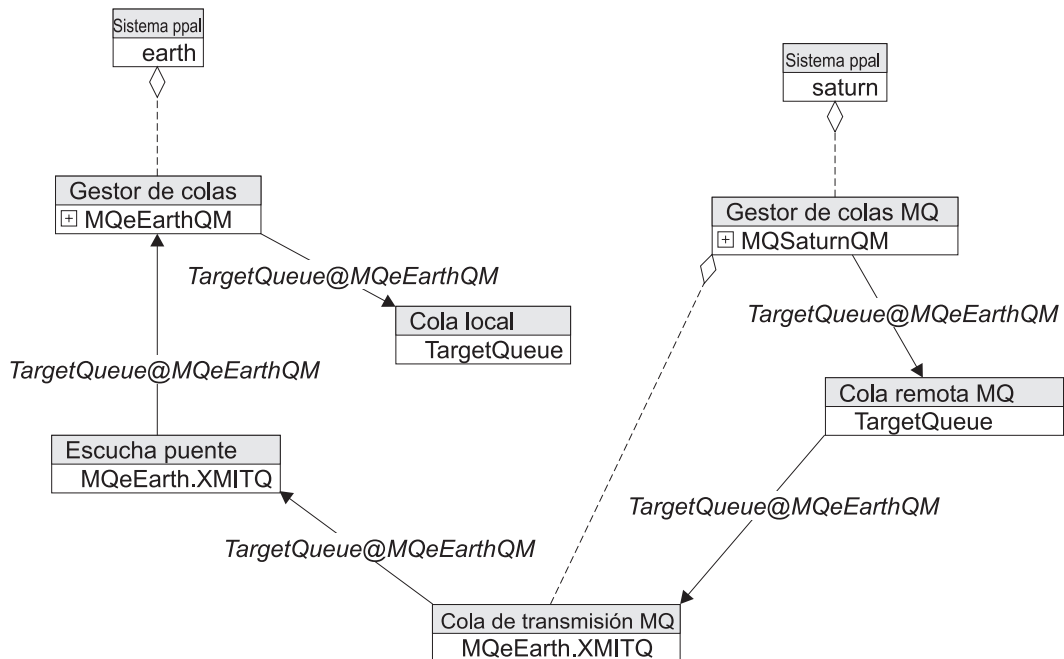 Sistema ppal
earth
Sistema ppal
saturn
Gestor de colas
MQeEarthQM
Gestor de colas MQ
MQSaturnQM
TargetQueue@MQeEarthQM
Cola local
TargetQueue
TargetQueue@MQeEarthQM
TargetQueue@MQeEarthQM
Cola remota MQ
TargetQueue
Escucha puente
MQeEarth.XMITQ
TargetQueue@MQeEarthQM
TargetQueue@MQeEarthQM
Cola de transmisión MQ
MQeEarth.XMITQ